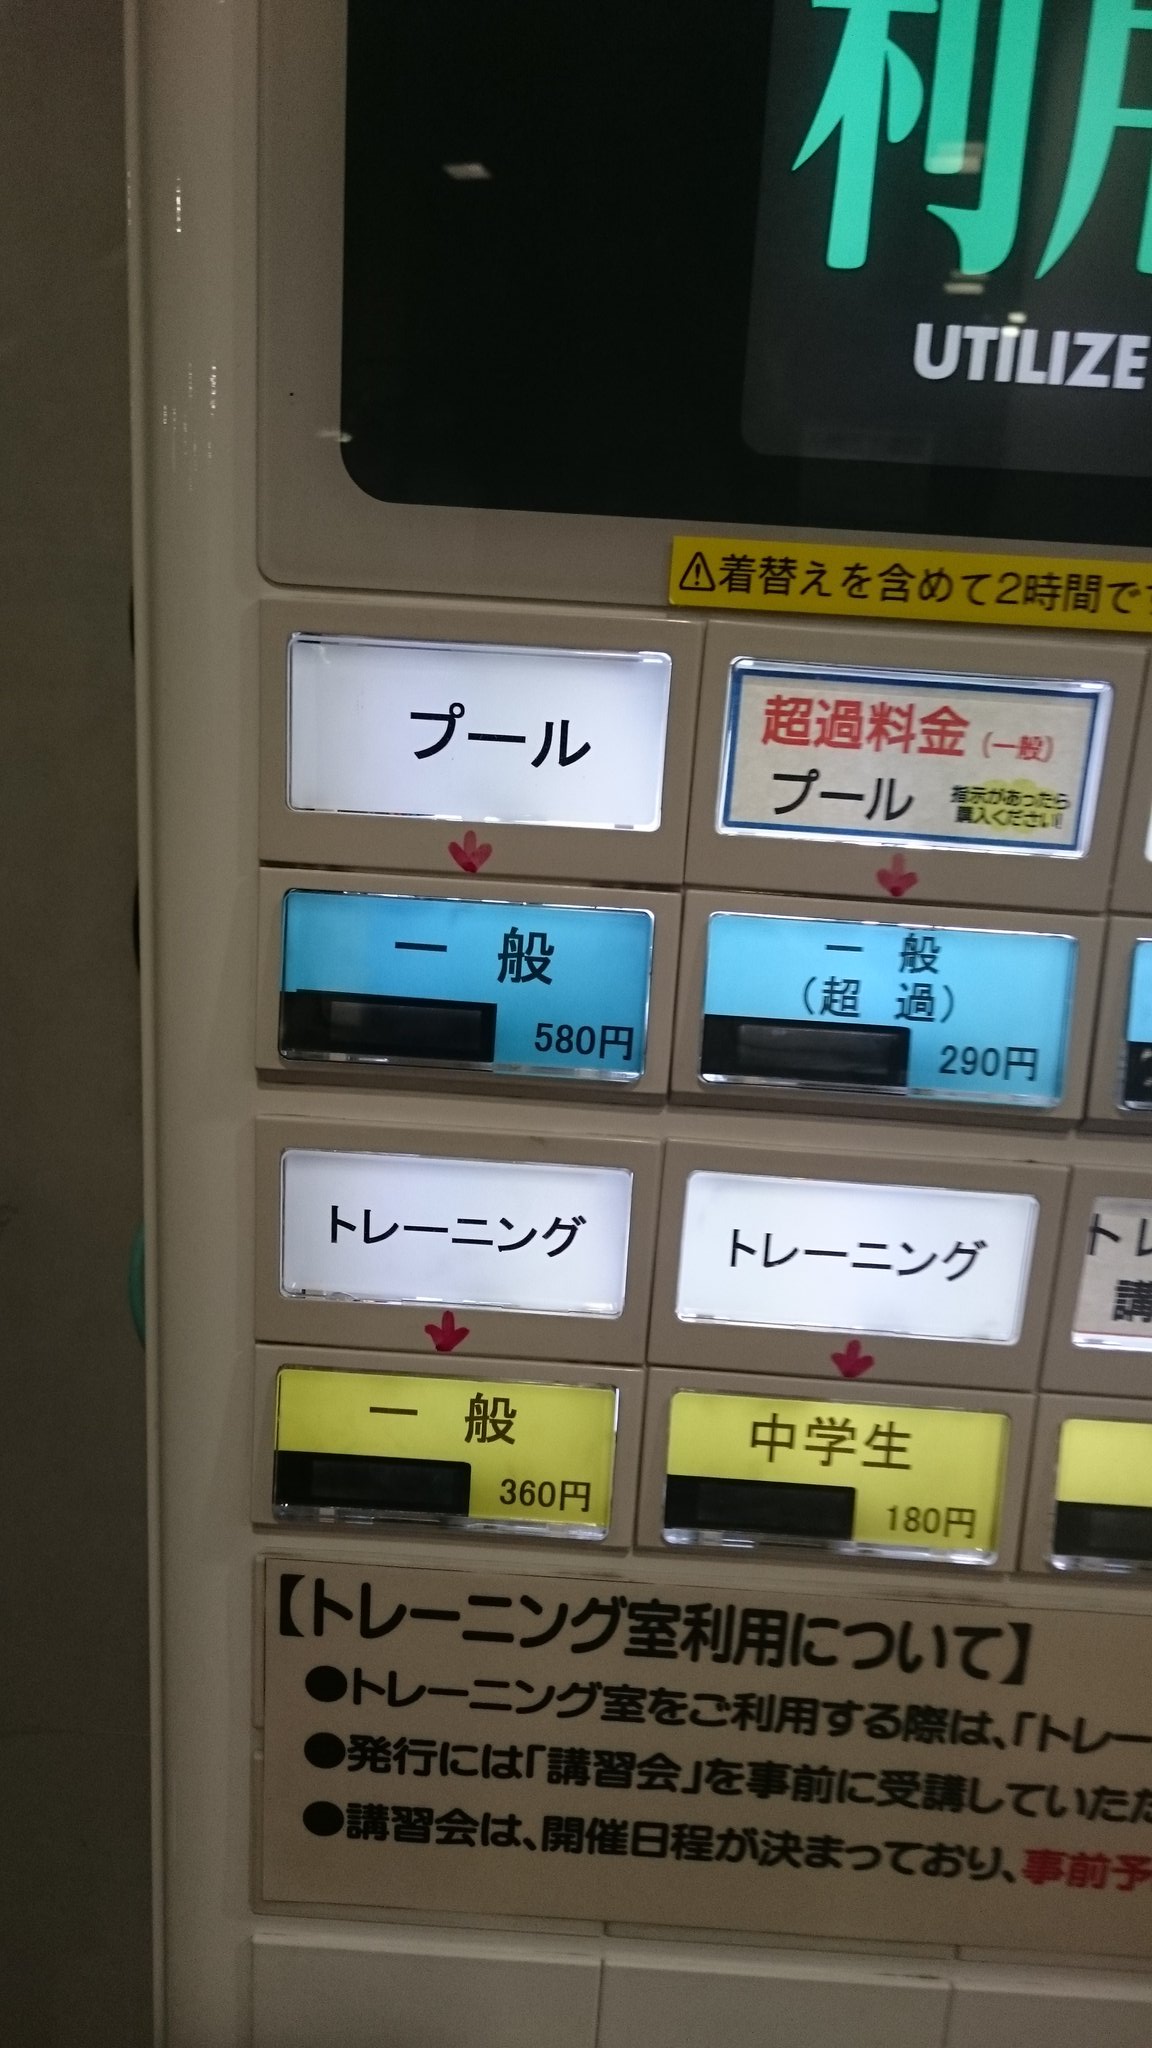 利用
UTILIZE
⚠着替えを含めて2時間で
プール
超過料金（一般）
プール
指示があったら
購入ください!
一 般
580円
一 般
（超 過）
290円
トレーニング
トレーニング
トレ
講
一 般
360円
中学生
180円
【トレーニング室利用について】
●トレーニング室をご利用する際は、「トレー
●発行には「講習会」を事前に受講していただ
●講習会は、開催日程が決まっており、事前予